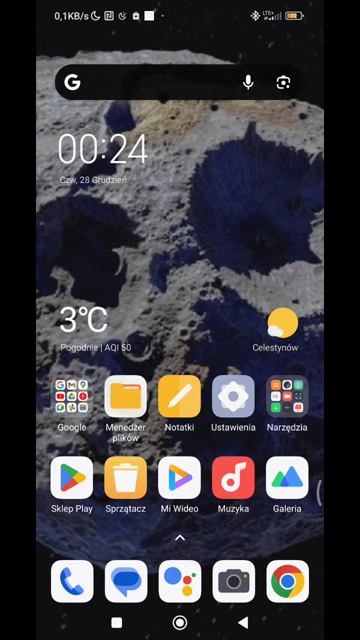 0,1KB/s
LTE+
00:24
Czw, 28 Grudzień
3°C
Pogodnie | AQI 50
Celestynów
Google
Menedżer plików
Notatki
Ustawienia
Narzędzia
Sklep Play
Sprzątacz
Mi Wideo
Muzyka
Galeria